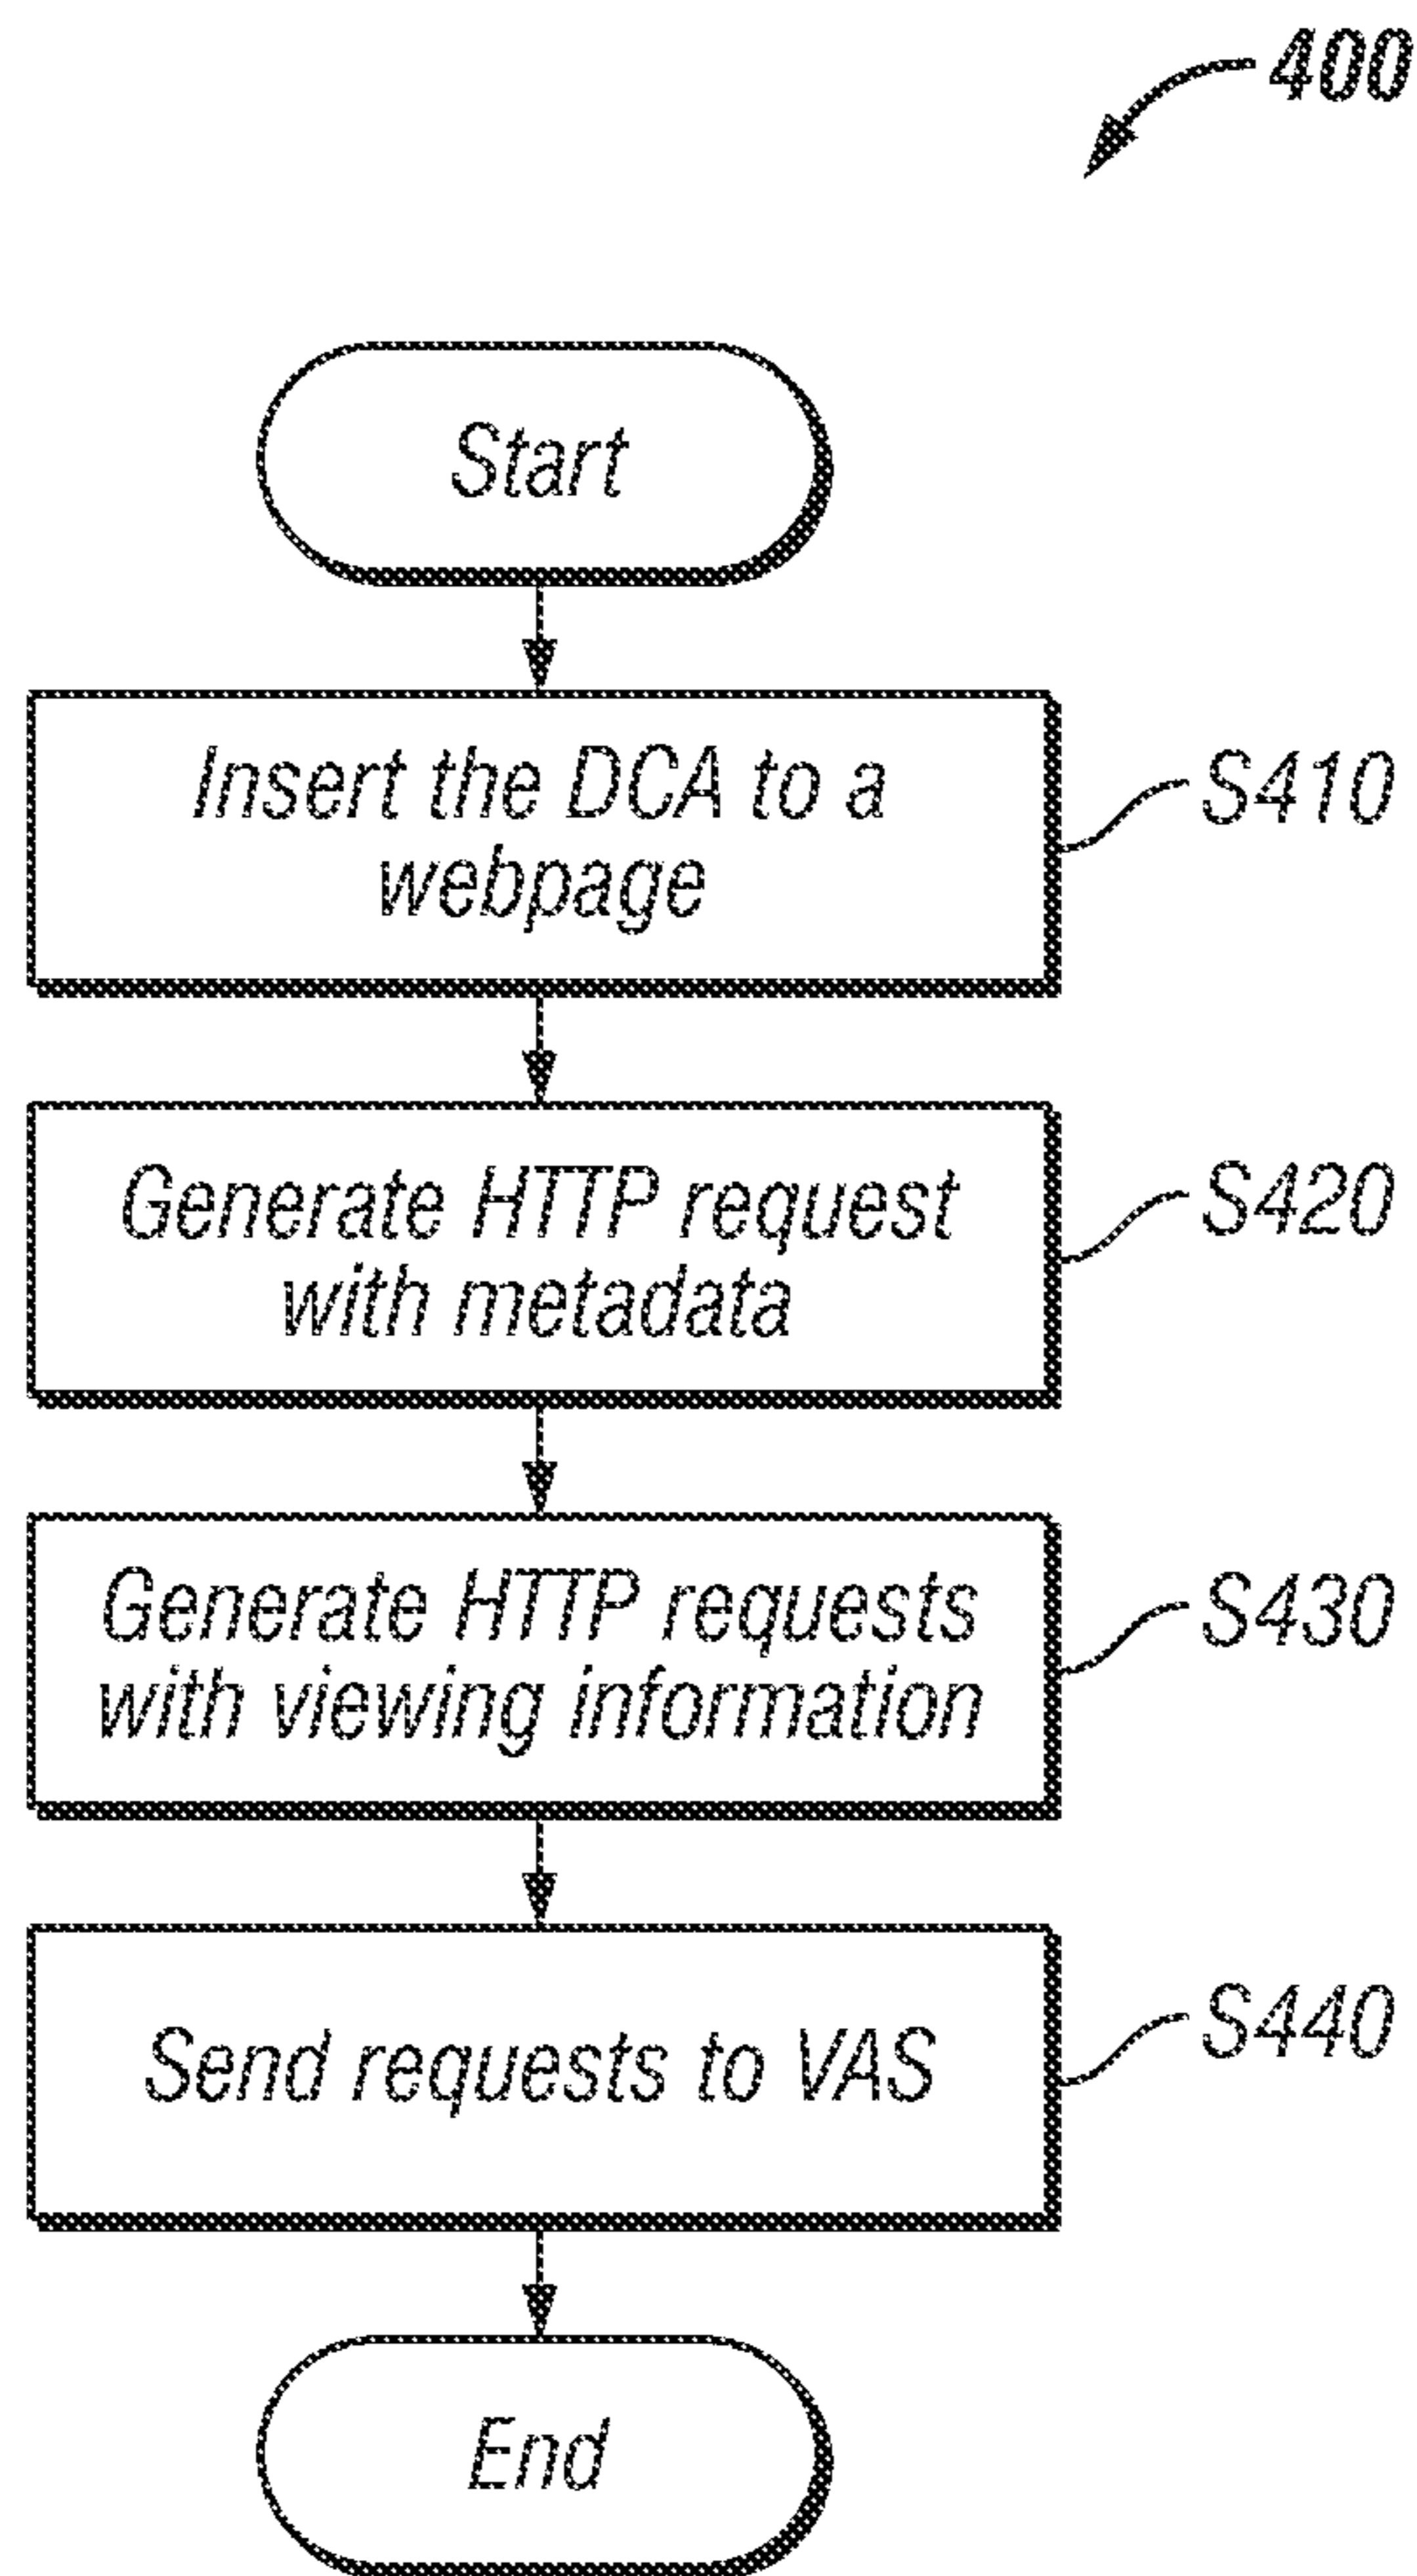 400
Start
Insert the DCA to a
webpage
S410
Generate HTTP request
with metadata
S420
Generate HTTP requests
with viewing information
S430
Send requests to VAS
S440
End